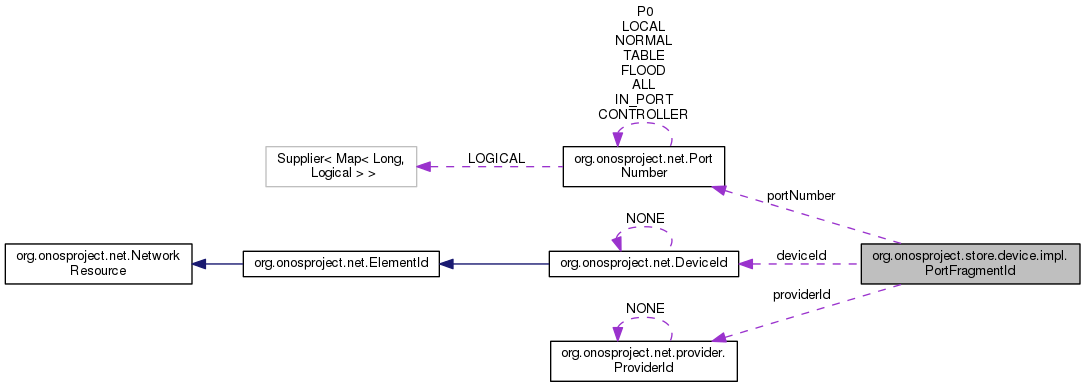 P0
LOCAL
NORMAL
TABLE
FLOOD
ALL
IN_PORT
CONTROLLER
Supplier< Map< Long,
Logical > >
LOGICAL
org.onosproject.net.Port
Number
portNumber
NONE
org.onosproject.net.Network
Resource
org.onosproject.net.ElementId
org.onosproject.net.DeviceId
deviceId
org.onosproject.store.device.impl.
PortFragmentId
providerId
NONE
org.onosproject.net.provider.
ProviderId